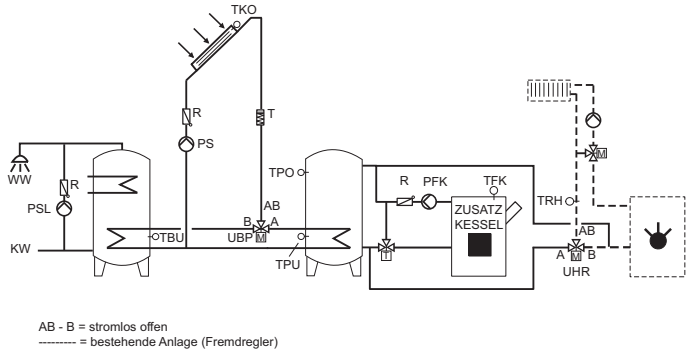 TKO
R
T
PS
WW
R
PSL
KW
TBU
AB
B
A
UBP
M
TPO
TPU
R
PFK
TFK
ZUSATZ
KESSEL
T
M
TRH
AB
A
M
B
UHR
AB - B = stromlos offen
--------- = bestehende Anlage (Fremdregler)